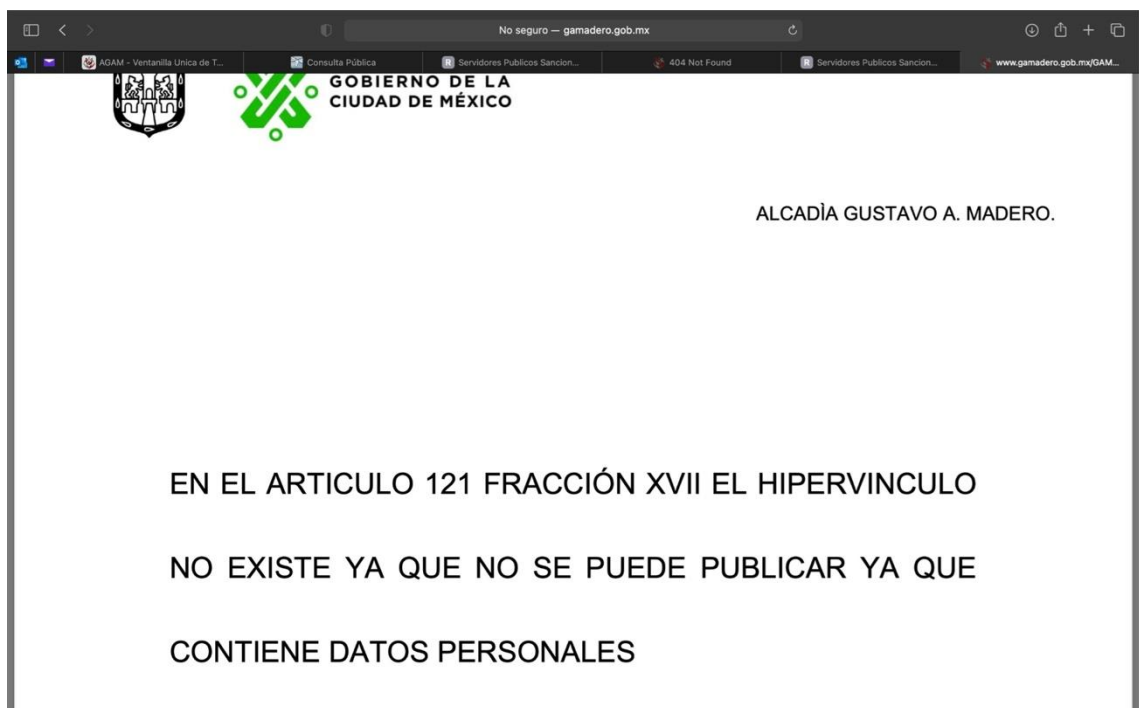 No seguro — gamadero.gob.mx
AGAM - Ventanilla Unica de T...
Consulta Pública
R Servidores Publicos Sancion...
404 Not Found
R Servidores Publicos Sancion...
www.gamadero.gob.mx/GAM...
GOBIERNO DE LA
CIUDAD DE MÉXICO
ALCADÌA GUSTAVO A. MADERO.
EN EL ARTICULO 121 FRACCIÓN XVII EL HIPERVINCULO
NO EXISTE YA QUE NO SE PUEDE PUBLICAR YA QUE
CONTIENE DATOS PERSONALES